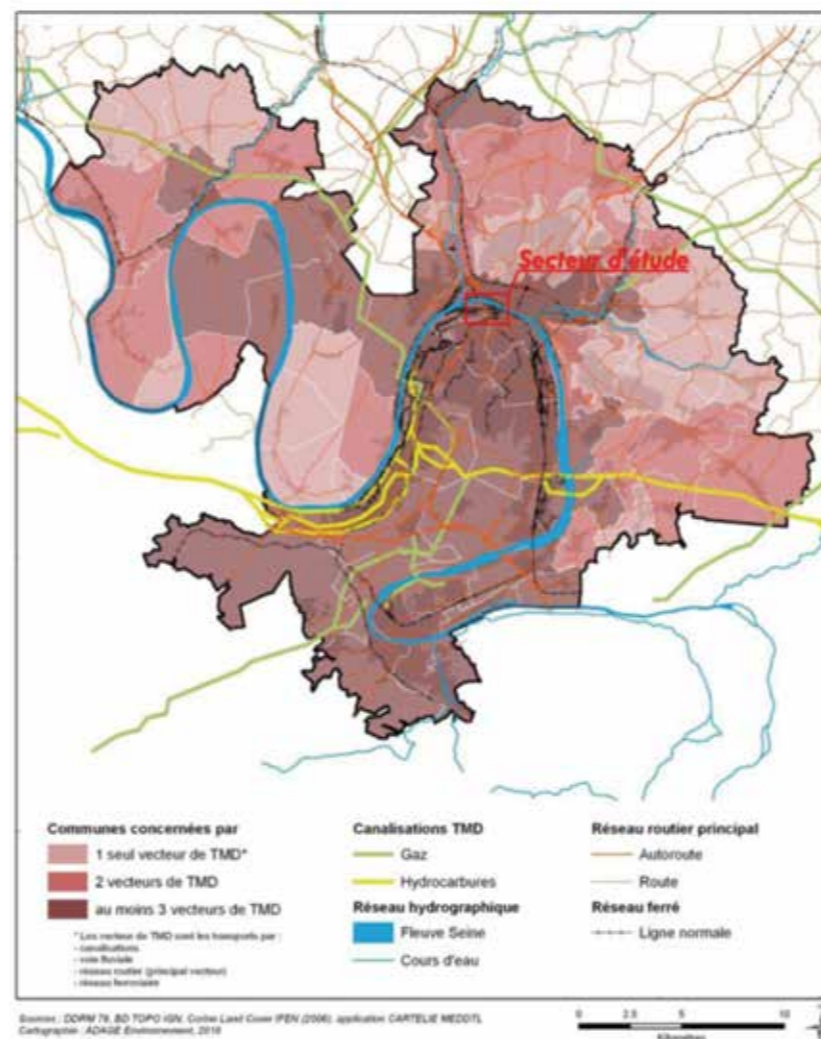 Secteur d'étude
Communes concernées par
1 seul vecteur de TMD*
2 vecteurs de TMD
au moins 3 vecteurs de TMD
* Les vecteur de TMD sont les transports par :
- canalisations
- voie fluviale
- réseau routier (principal vecteur)
- réseau ferroviaire
Canalisations TMD
Gaz
Hydrocarbures
Réseau hydrographique
Fleuve Seine
Cours d'eau
Réseau routier principal
Autoroute
Route
Réseau ferré
Ligne normale
Sources : DDRM 76, BD TOPO IGN, Corine Land Cover IFEN (2006), application CARTELIE MEDDTL
Cartographie : ADAGE Environnement, 2016
0 2.5 5 10
Kilomètres